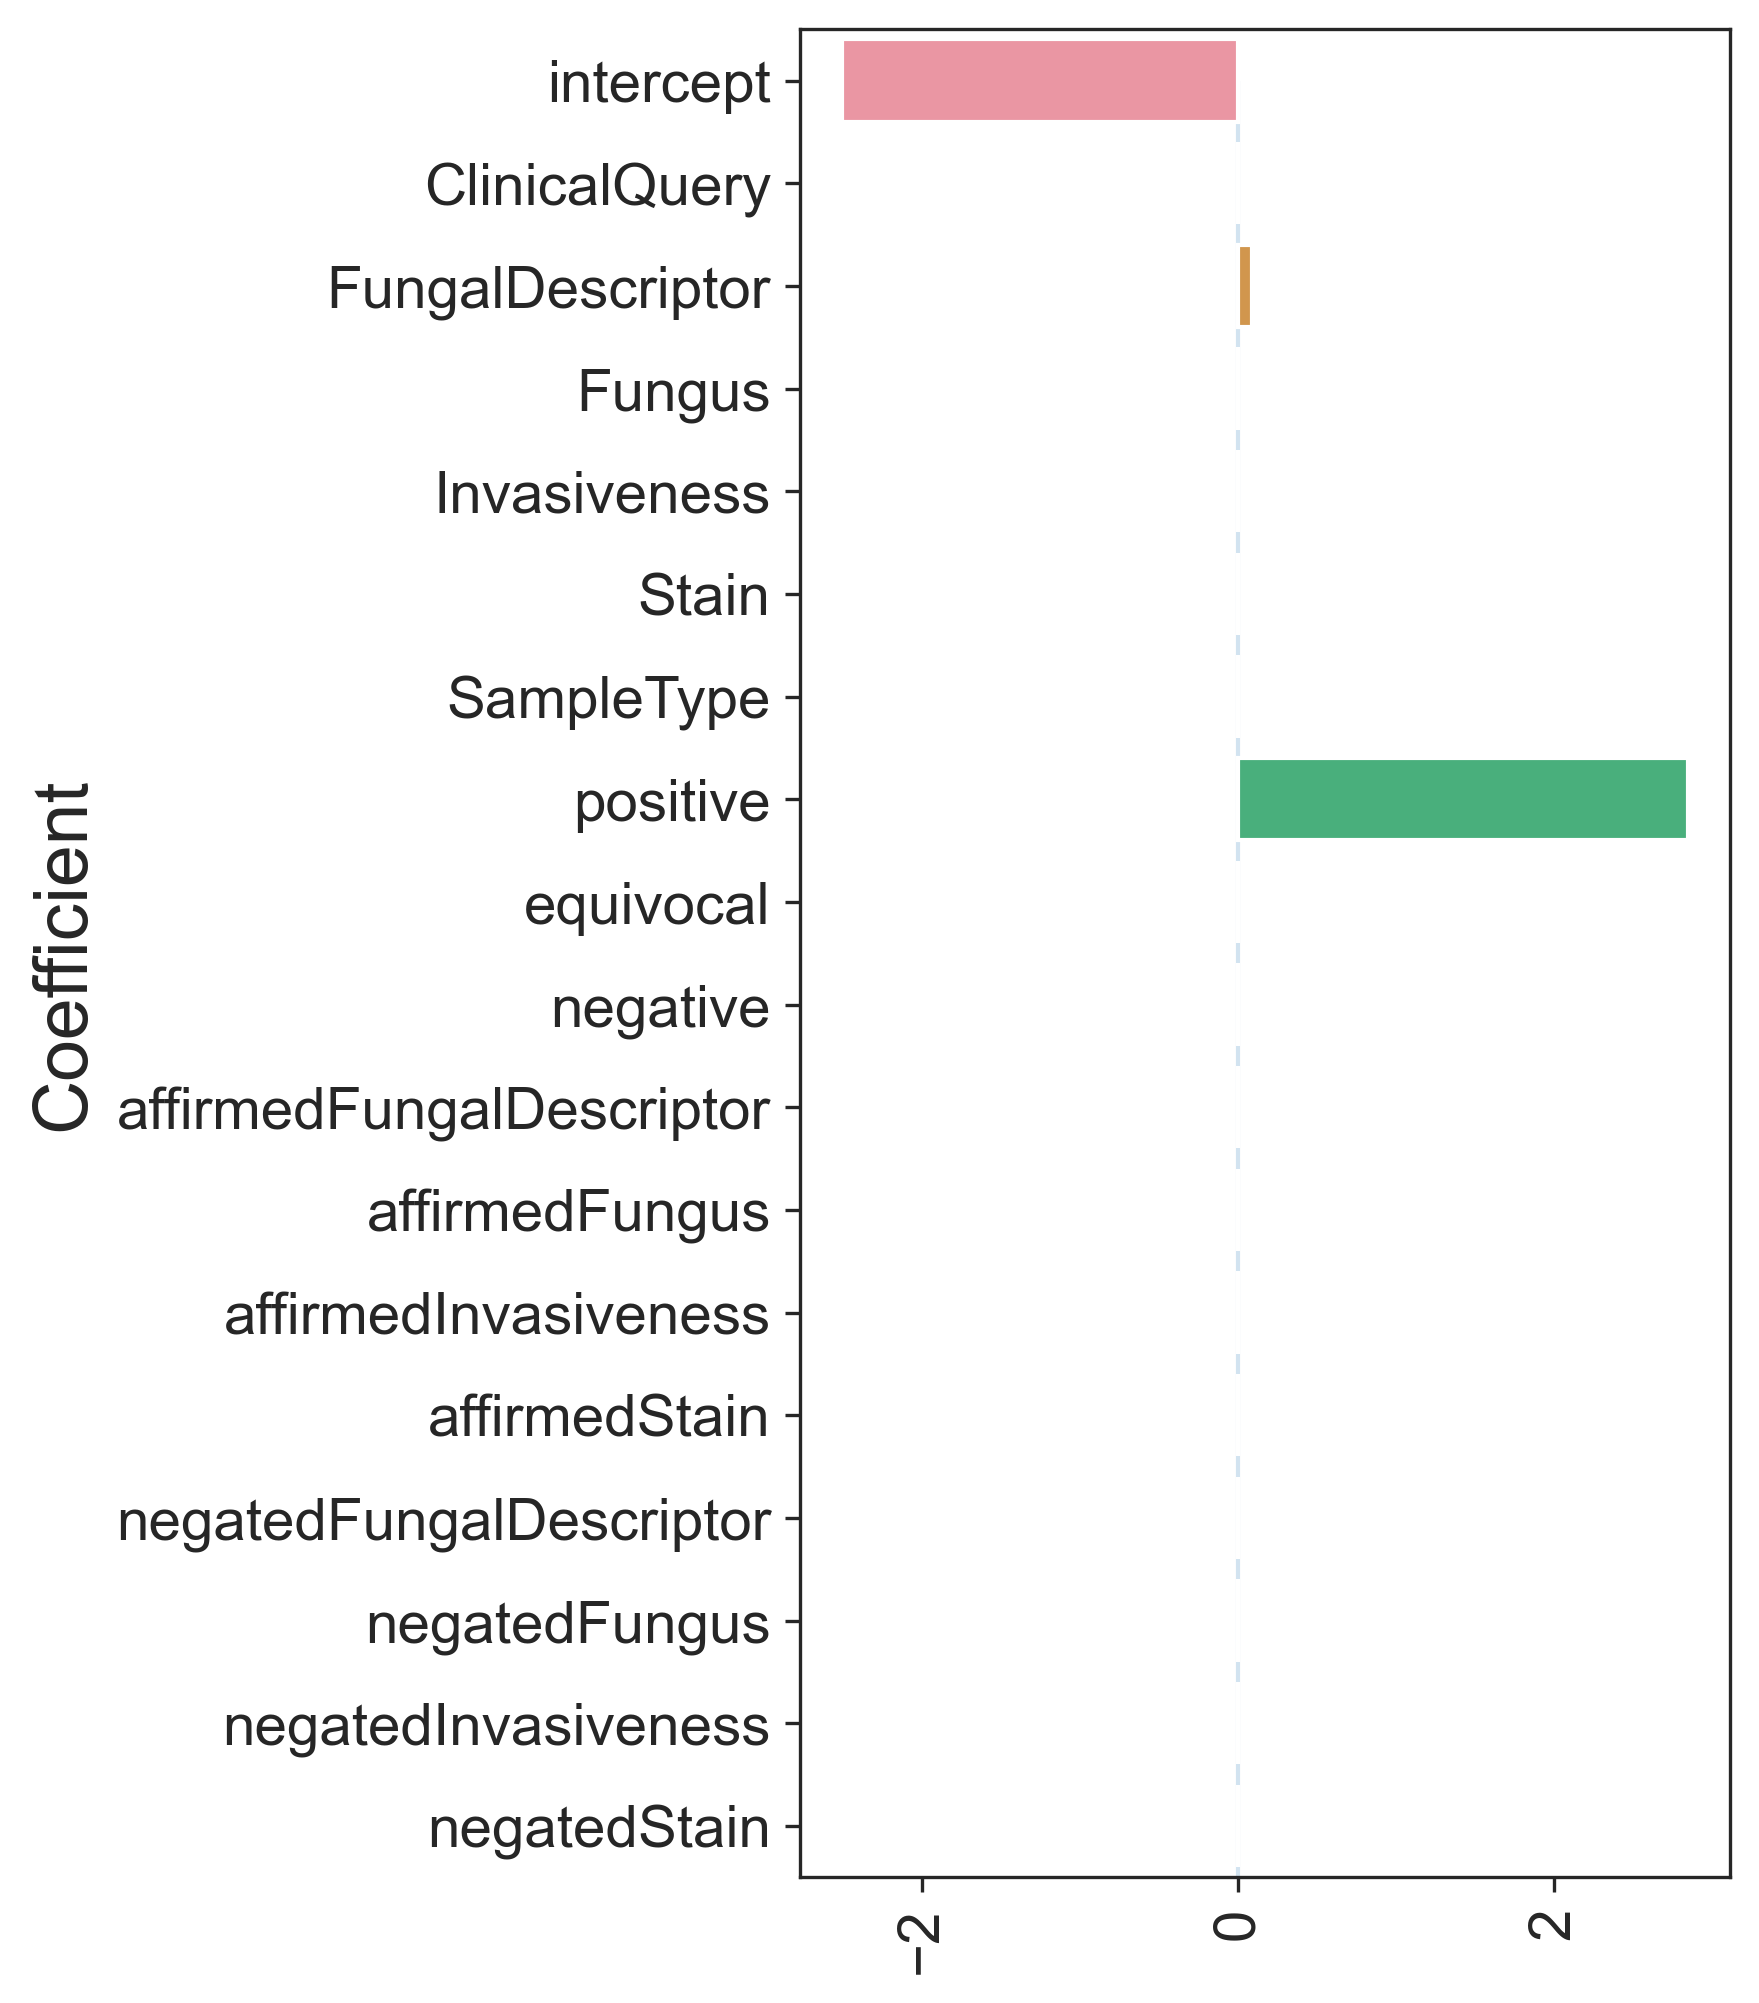 Coefficient
intercept
ClinicalQuery
FungalDescriptor
Fungus
Invasiveness
Stain
SampleType
positive
equivocal
negative
affirmedFungalDescriptor
affirmedFungus
affirmedInvasiveness
affirmedStain
negatedFungalDescriptor
negatedFungus
negatedInvasiveness
negatedStain
−2
0
2